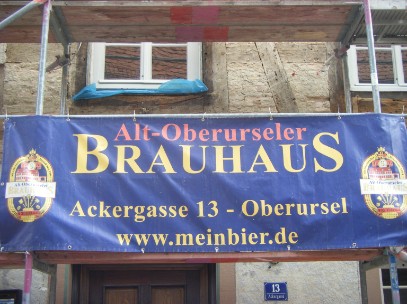 Alt-Oberurseler
BRAUHAUS
Ackergasse 13 - Oberursel
www.meinbier.de
13